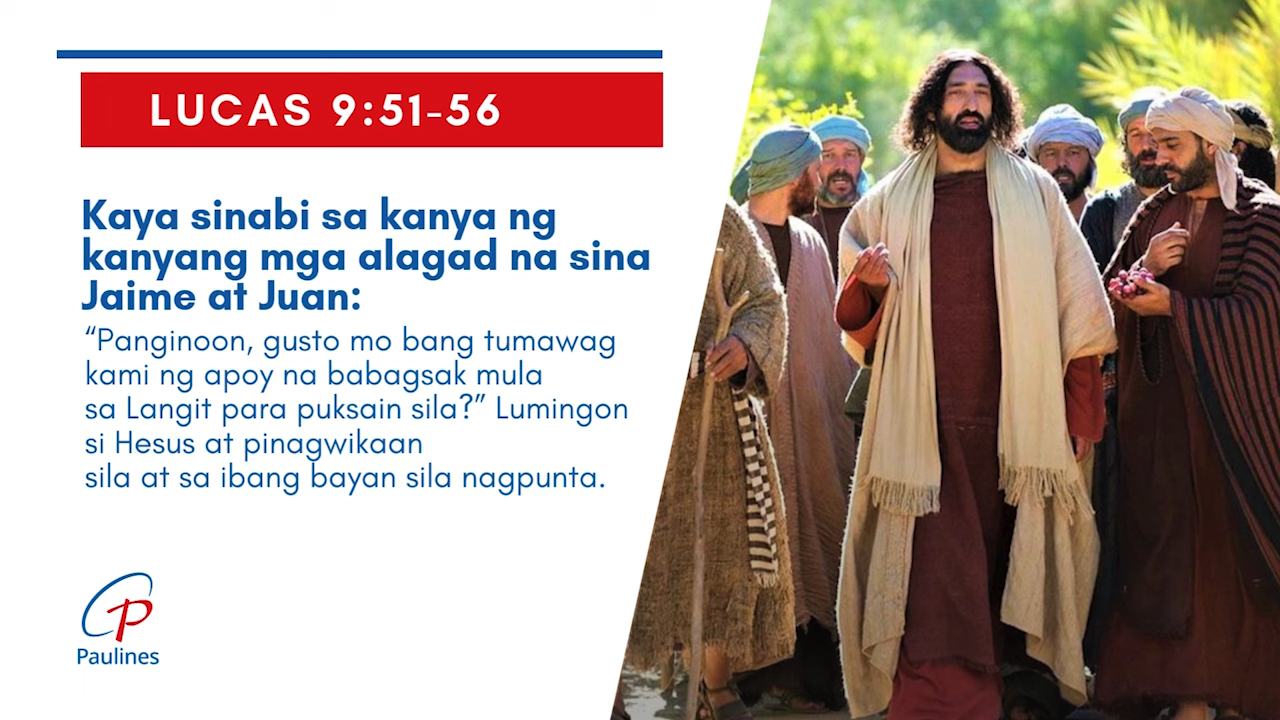 LUCAS 9:51-56
Kaya sinabi sa kanya ng
kanyang mga alagad na sina
Jaime at Juan:
“Panginoon, gusto mo bang tumawag
kami ng apoy na babagsak mula
sa Langit para puksain sila?” Lumingon
si Hesus at pinagwikaan
sila at sa ibang bayan sila nagpunta.
Paulines